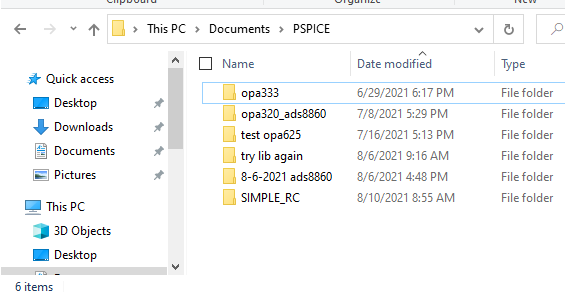 Clipboard
Organize
This PC > Documents > PSPICE
Name Date modified Type
Quick access
Desktop
Downloads
Documents
Pictures
This PC
3D Objects
Desktop
opa333 6/29/2021 6:17 PM File folder
opa320_ads8860 7/8/2021 5:29 PM File folder
test opa625 7/16/2021 5:13 PM File folder
try lib again 8/6/2021 9:16 AM File folder
8-6-2021 ads8860 8/6/2021 4:48 PM File folder
SIMPLE_RC 8/10/2021 8:55 AM File folder
6 items